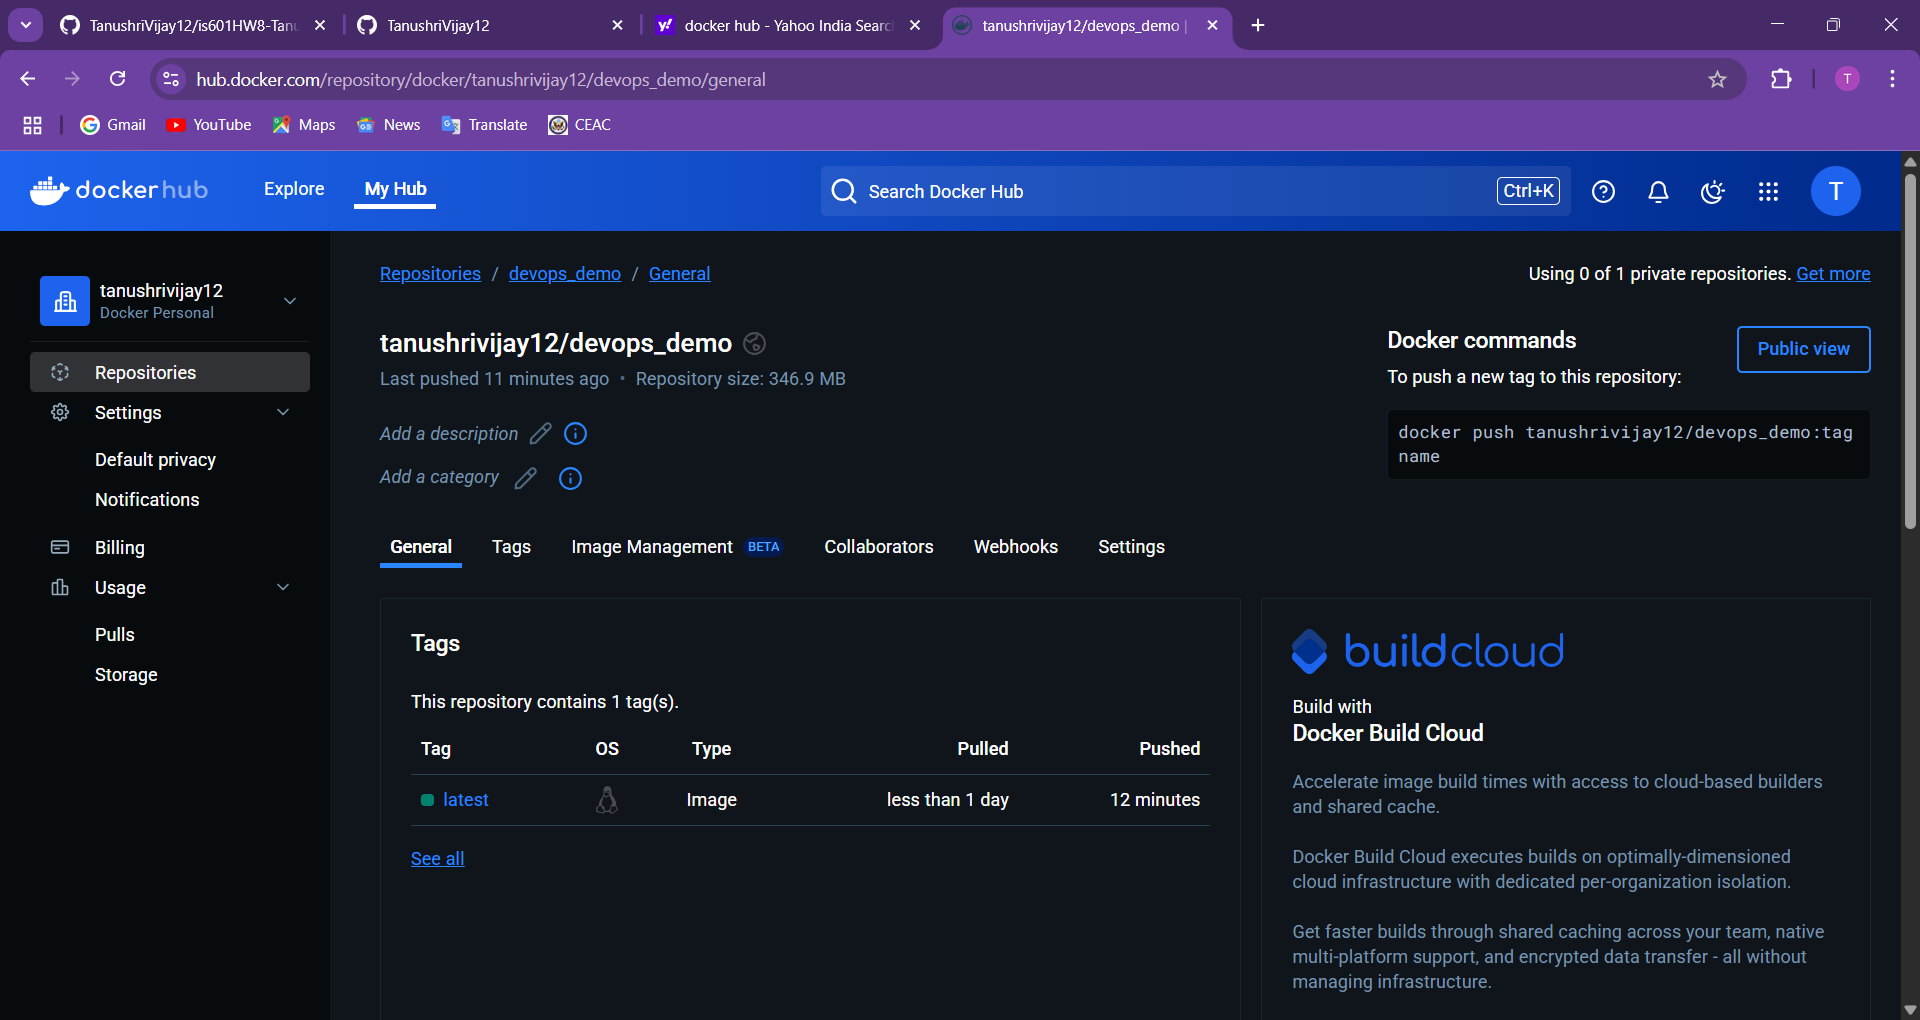 TanushriVijay12/is601HW8-Tanu
TanushriVijay12
docker hub - Yahoo India Searc
tanushrivijay12/devops_demo |
hub.docker.com/repository/docker/tanushrivijay12/devops_demo/general
T
Gmail
YouTube
Maps
News
Translate
CEAC
dockerhub
Explore
My Hub
Search Docker Hub
Ctrl+K
T
tanushrivijay12
Docker Personal
Repositories
Settings
Default privacy
Notifications
Billing
Usage
Pulls
Storage
Repositories / devops_demo / General
Using 0 of 1 private repositories. Get more
tanushrivijay12/devops_demo
Last pushed 11 minutes ago • Repository size: 346.9 MB
Add a description
Add a category
Docker commands
Public view
To push a new tag to this repository:
docker push tanushrivijay12/devops_demo:tag
name
General Tags Image Management BETA Collaborators Webhooks Settings
Tags
This repository contains 1 tag(s).
Tag OS Type Pulled Pushed
latest Image less than 1 day 12 minutes
See all
buildcloud
Build with
Docker Build Cloud
Accelerate image build times with access to cloud-based builders
and shared cache.
Docker Build Cloud executes builds on optimally-dimensioned
cloud infrastructure with dedicated per-organization isolation.
Get faster builds through shared caching across your team, native
multi-platform support, and encrypted data transfer - all without
managing infrastructure.